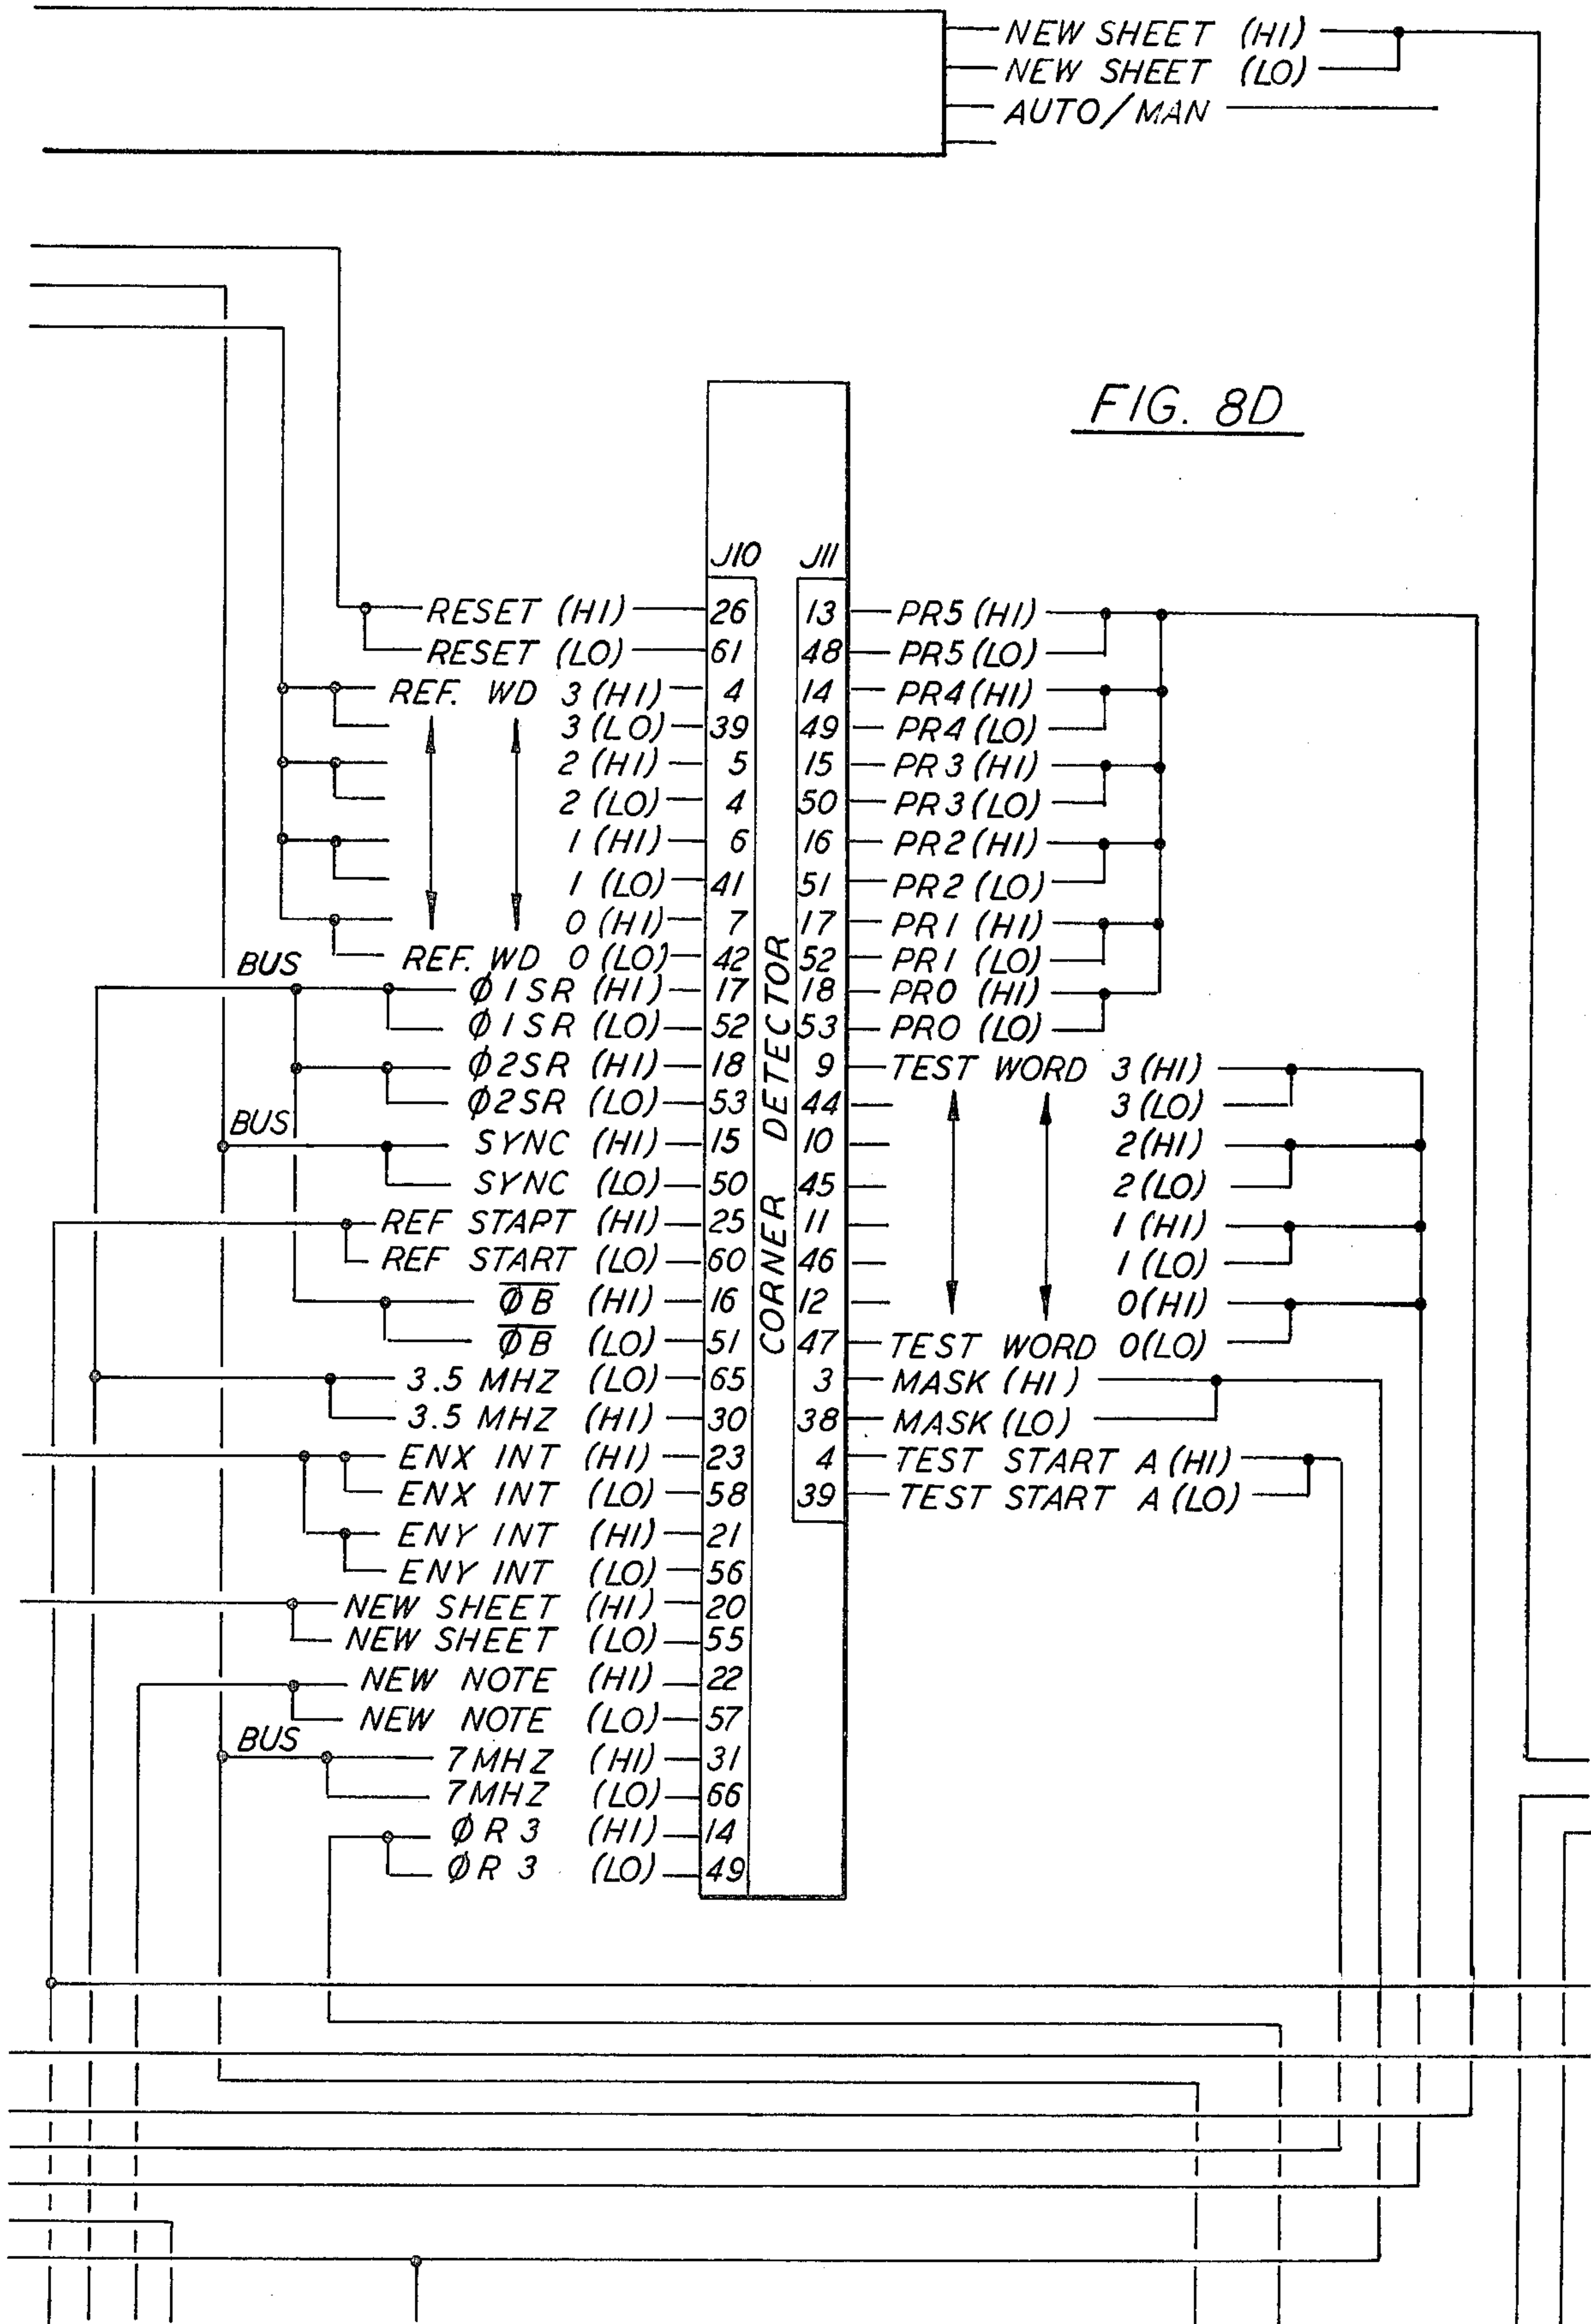 NEW SHEET (HI)
NEW SHEET (LO)
AUTO/MAN
FIG. 8D
J10 J11
RESET (HI) 26 13 PR5 (HI)
RESET (LO) 61 48 PR5 (LO)
REF. WD 3 (HI) 4 14 PR4 (HI)
3 (LO) 39 49 PR4 (LO)
2 (HI) 5 15 PR3 (HI)
2 (LO) 4 50 PR3 (LO)
1 (HI) 6 16 PR2 (HI)
1 (LO) 41 51 PR2 (LO)
0 (HI) 7 17 PR1 (HI)
REF. WD 0 (LO) 42 52 PR1 (LO)
BUS
ϕ1SR (HI) 17 18 PRO (HI)
ϕ1SR (LO) 52 53 PRO (LO)
ϕ2SR (HI) 18 9 TEST WORD 3 (HI)
ϕ2SR (LO) 53 44 3 (LO)
BUS
SYNC (HI) 15 10 2 (HI)
SYNC (LO) 50 45 2 (LO)
REF STAPT (HI) 25 11 1 (HI)
REF START (LO) 60 46 1 (LO)
ϕB̅ (HI) 16 12 0 (HI)
ϕB̅ (LO) 51 47 TEST WORD 0 (LO)
3.5 MHZ (LO) 65 3 MASK (HI)
3.5 MHZ (HI) 30 38 MASK (LO)
ENX INT (HI) 23 4 TEST START A (HI)
ENX INT (LO) 58 39 TEST START A (LO)
ENY INT (HI) 21
ENY INT (LO) 56
NEW SHEET (HI) 20
NEW SHEET (LO) 55
NEW NOTE (HI) 22
NEW NOTE (LO) 57
BUS
7MHZ (HI) 31
7MHZ (LO) 66
ϕR3 (HI) 14
ϕR3 (LO) 49
CORNER DETECTOR